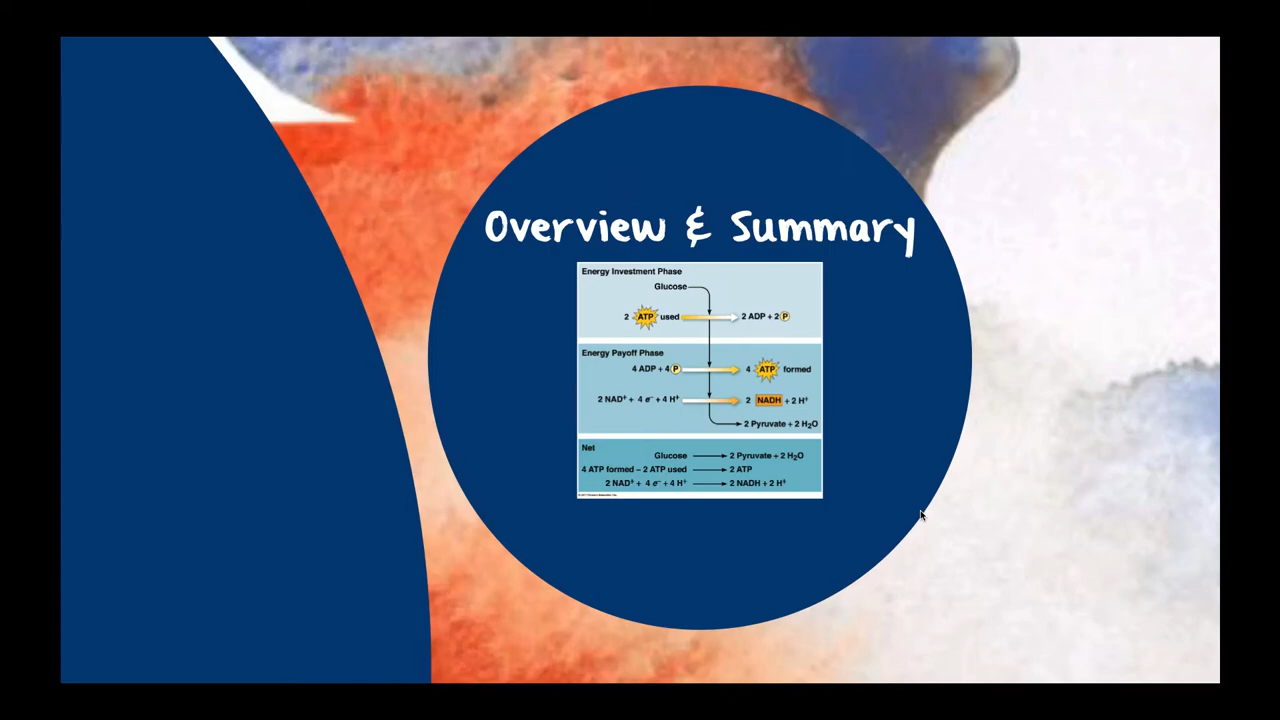 Overview & Summary
Energy Investment Phase
Glucose
2 ATP used 2 ADP + 2 P
Energy Payoff Phase
4 ADP + 4 P 4 ATP formed
2 NAD⁺ + 4 e⁻ + 4 H⁺ 2 NADH + 2 H⁺
2 Pyruvate + 2 H₂O
Net
Glucose 2 Pyruvate + 2 H₂O
4 ATP formed – 2 ATP used 2 ATP
2 NAD⁺ + 4 e⁻ + 4 H⁺ 2 NADH + 2 H⁺